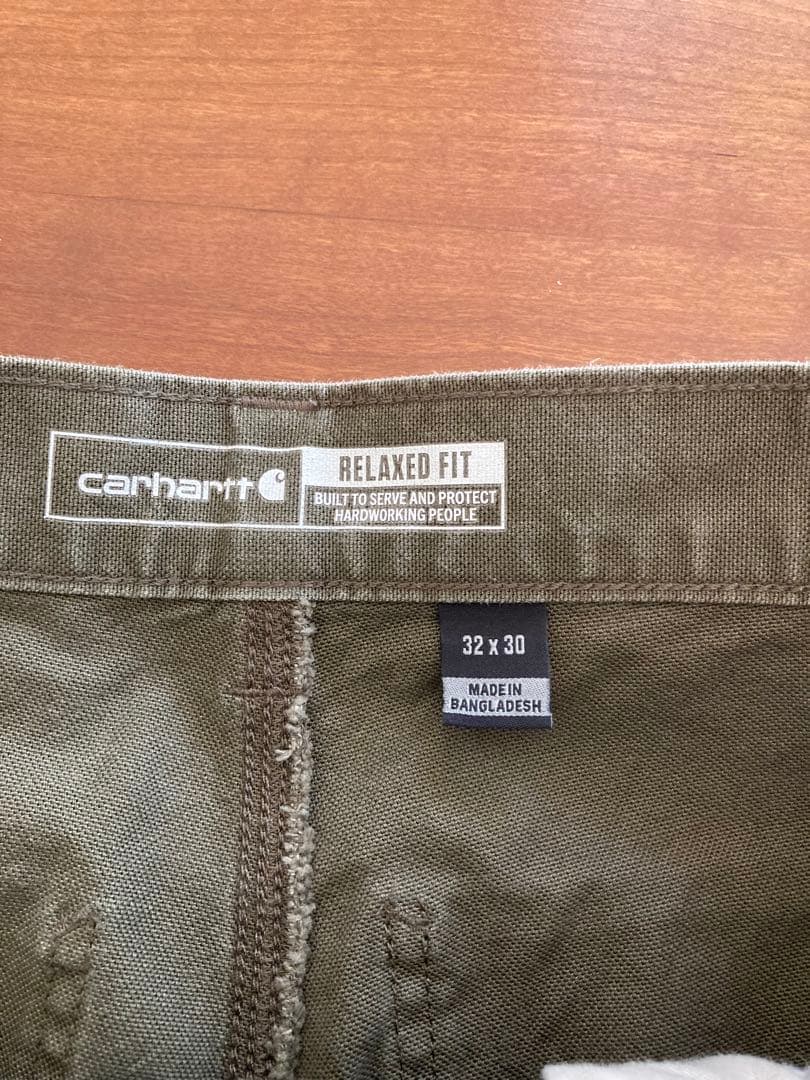 carhartt
RELAXED FIT
BUILT TO SERVE AND PROTECT
HARDWORKING PEOPLE
32 x 30
MADE IN
BANGLADESH